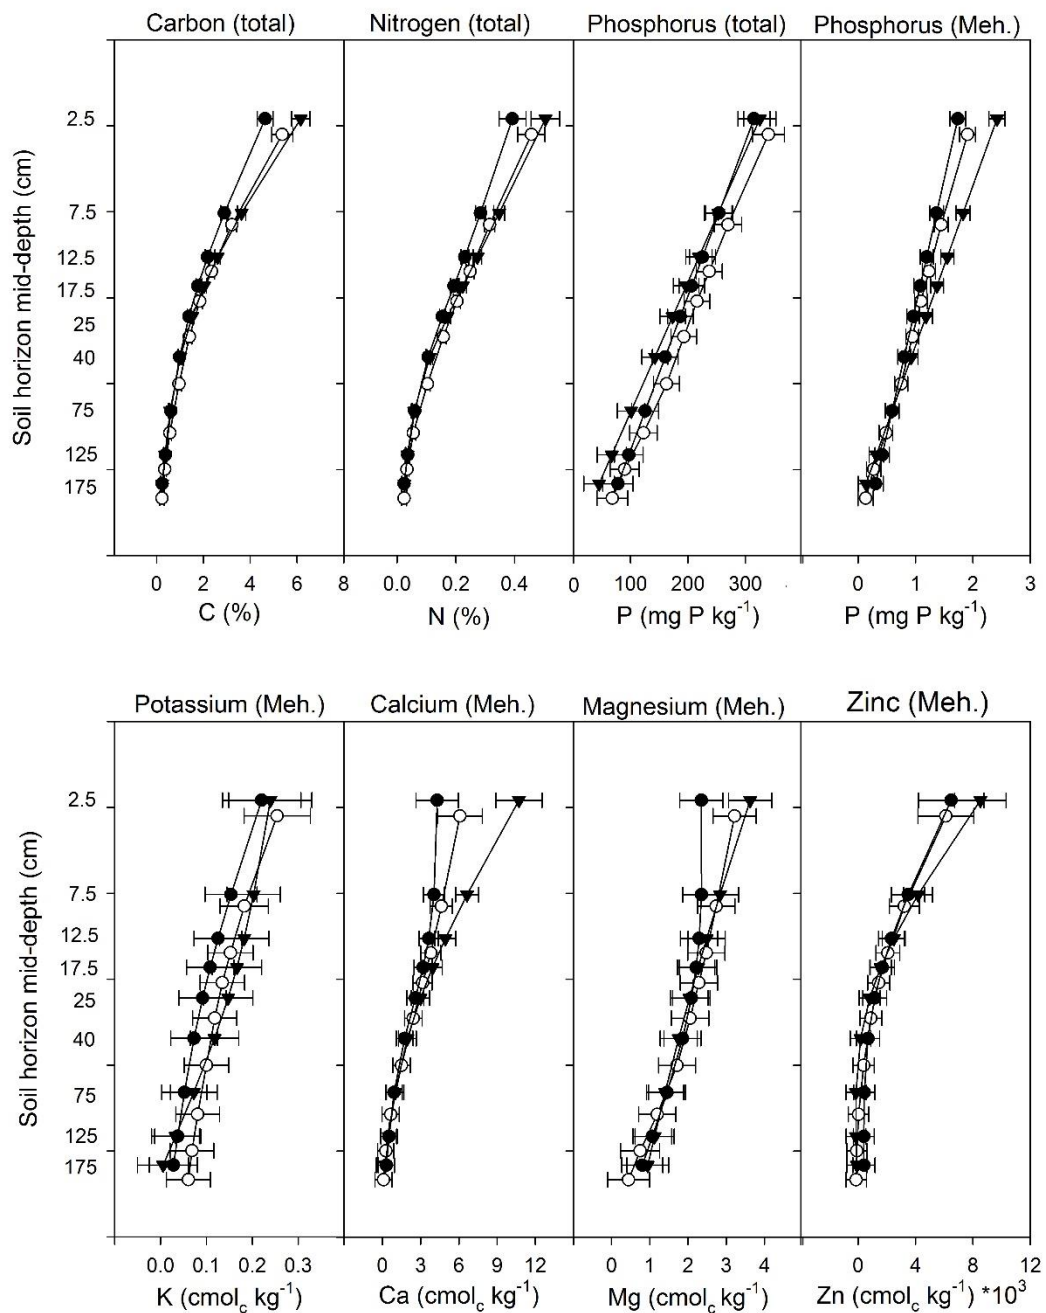 Carbon (total) Nitrogen (total) Phosphorus (total) Phosphorus (Meh.)
Soil horizon mid-depth (cm)
2.5
7.5
12.5
17.5
25
40
75
125
175
0 2 4 6 8 0.0 0.2 0.4 0 100 200 300 0 1 2 3
C (%) N (%) P (mg P kg⁻¹) P (mg P kg⁻¹)
Potassium (Meh.) Calcium (Meh.) Magnesium (Meh.) Zinc (Meh.)
Soil horizon mid-depth (cm)
2.5
7.5
12.5
17.5
25
40
75
125
175
0.0 0.1 0.2 0.3 0 3 6 9 12 0 1 2 3 4 0 4 8 12
K (cmol_c kg⁻¹) Ca (cmol_c kg⁻¹) Mg (cmol_c kg⁻¹) Zn (cmol_c kg⁻¹) *10³